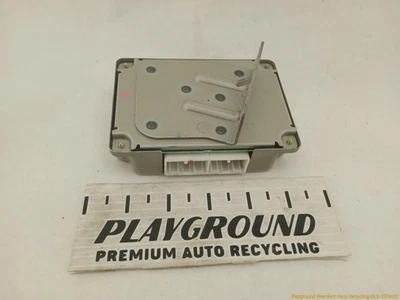 PLAYGROUND
PREMIUM AUTO RECYCLING